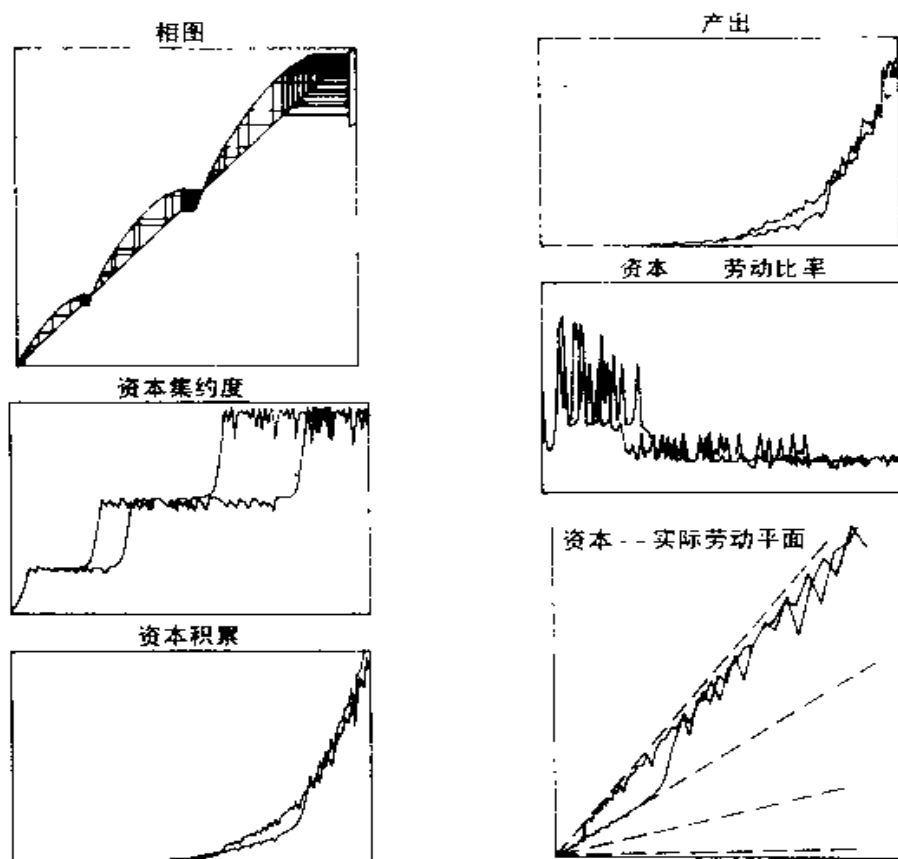 相图
产出
资本 劳动比率
资本集约度
资本--实际劳动平面
资本积累